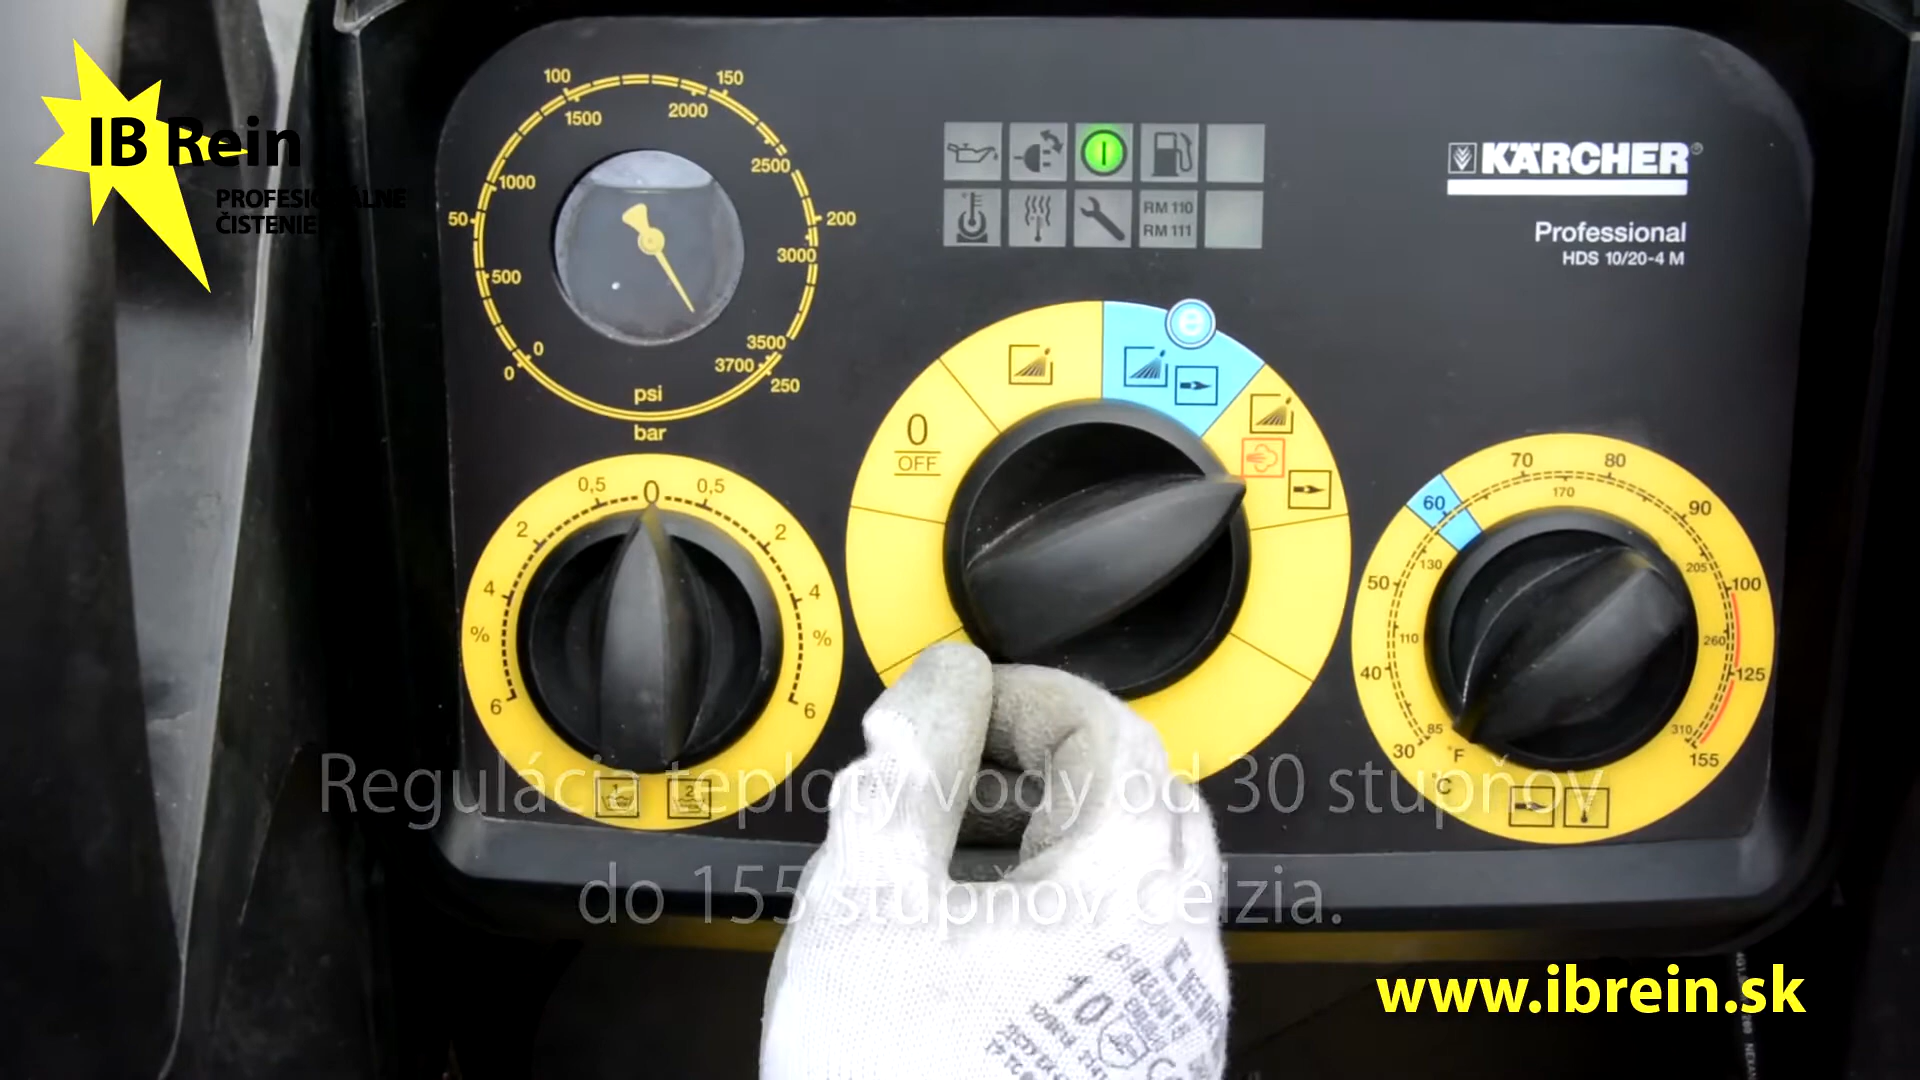 IB Rein
PROFESIONÁLNE
ČISTENIE
100 150
1500 2000
1000 2500
50 200
500 3000
0 3500
0 3700 250
psi
bar
RM 110
RM 111
KÄRCHER
Professional
HDS 10/20-4 M
e
0
OFF
0,5 0 0,5
2 2
4 4
% %
6 6
1 2
60 70 80 90 100 125 155
50 40 30
130 170 205 260 310
110 85
°F
°C
Regulácia teploty vody od 30 stupňov
do 155 stupňov Celzia.
10
www.ibrein.sk